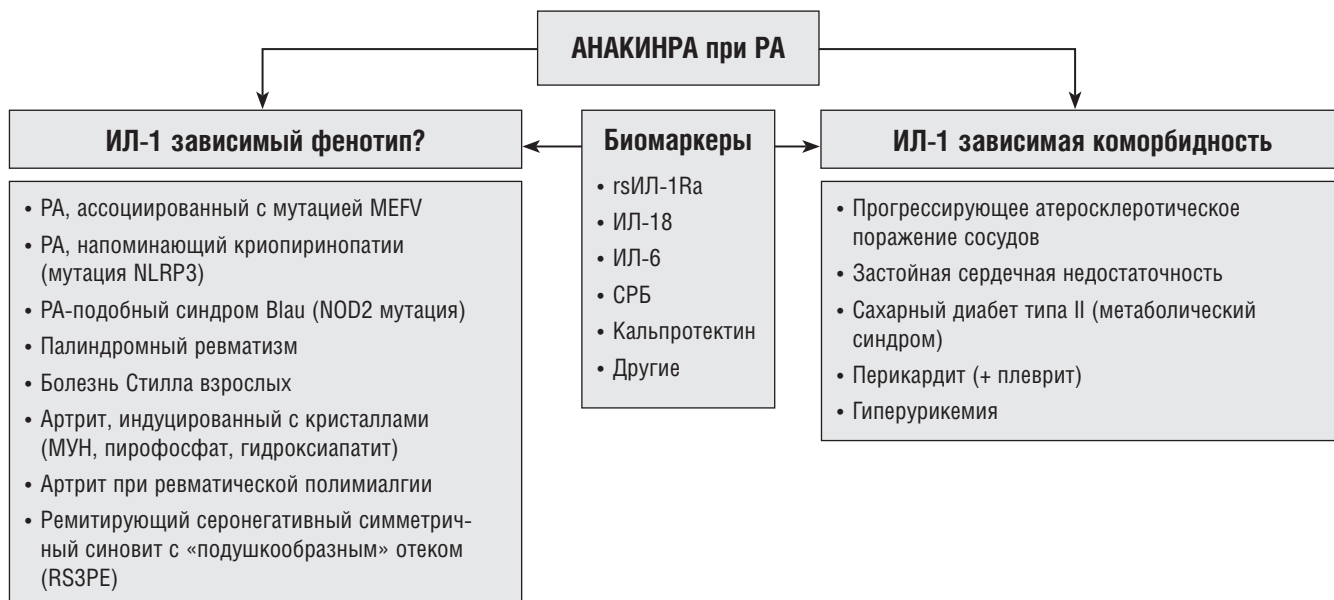 АНАКИНРА при РА
ИЛ-1 зависимый фенотип?
• РА, ассоциированный с мутацией MEFV
• РА, напоминающий криопиринопатии
(мутация NLRP3)
• РА-подобный синдром Blau (NOD2 мутация)
• Палиндромный ревматизм
• Болезнь Стилла взрослых
• Артрит, индуцированный с кристаллами
(МУН, пирофосфат, гидроксиапатит)
• Артрит при ревматической полимиалгии
• Ремитирующий серонегативный симметрич-
ный синовит с «подушкообразным» отеком
(RS3PE)
Биомаркеры
• rsИЛ-1Ra
• ИЛ-18
• ИЛ-6
• СРБ
• Кальпротектин
• Другие
ИЛ-1 зависимая коморбидность
• Прогрессирующее атеросклеротическое
поражение сосудов
• Застойная сердечная недостаточность
• Сахарный диабет типа II (метаболический
синдром)
• Перикардит (+ плеврит)
• Гиперурикемия